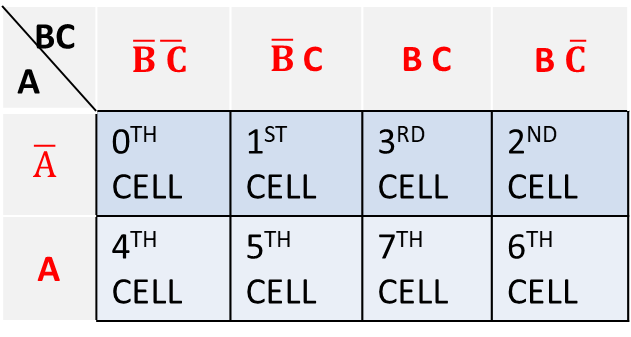 BC
A
B̅ C̅
B̅ C
B C
B C̅
A̅
0TH CELL
1ST CELL
3RD CELL
2ND CELL
A
4TH CELL
5TH CELL
7TH CELL
6TH CELL